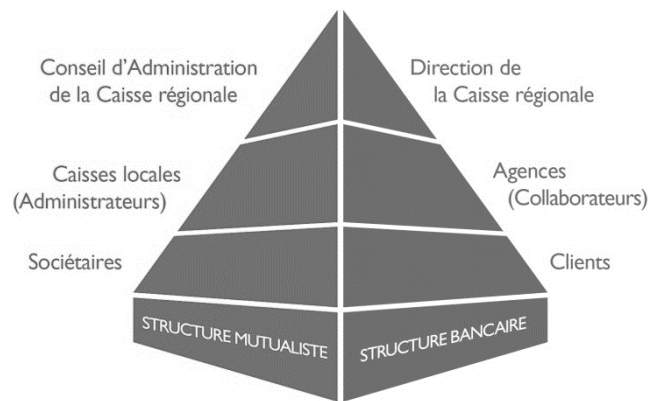 Conseil d'Administration
de la Caisse régionale
Direction de
la Caisse régionale
Caisses locales
(Administrateurs)
Agences
(Collaborateurs)
Sociétaires
Clients
STRUCTURE MUTUALISTE
STRUCTURE BANCAIRE